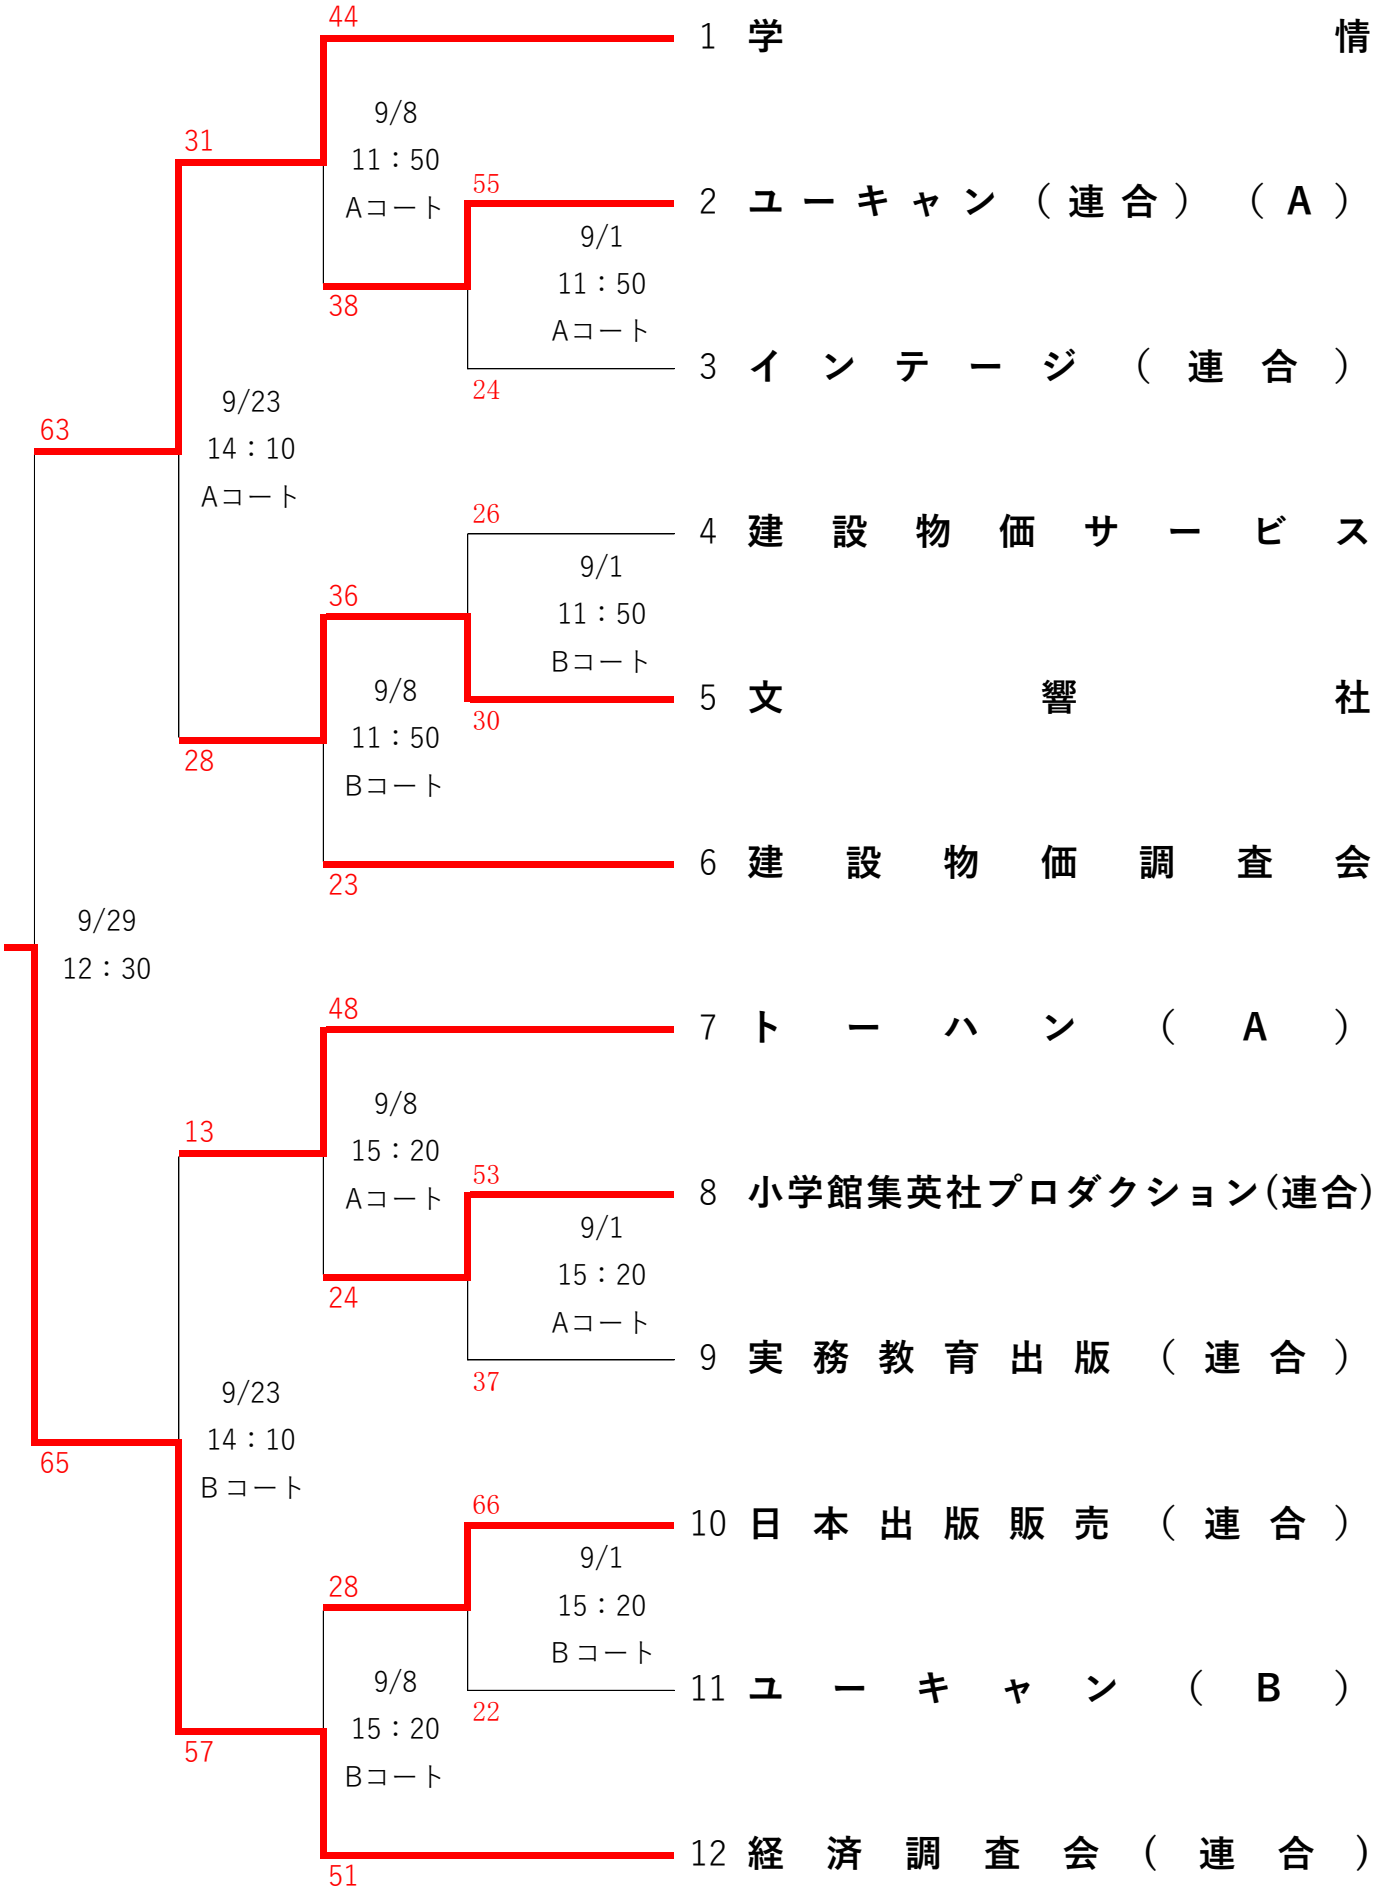 44
1 学情
9/8
11：50
Aコート
31
55
2 ユーキャン（連合）（A）
9/1
11：50
Aコート
38
3 インテージ（連合）
24
9/23
14：10
Aコート
63
26
4 建設物価サービス
9/1
11：50
Bコート
36
5 文響社
30
9/8
11：50
Bコート
28
6 建設物価調査会
23
9/29
12：30
48
7 トーハン（A）
9/8
15：20
Aコート
13
53
8 小学館集英社プロダクション(連合)
9/1
15：20
Aコート
24
9 実務教育出版（連合）
37
9/23
14：10
Bコート
65
66
10 日本出版販売（連合）
9/1
15：20
Bコート
28
11 ユーキャン（B）
22
9/8
15：20
Bコート
57
12 経済調査会（連合）
51